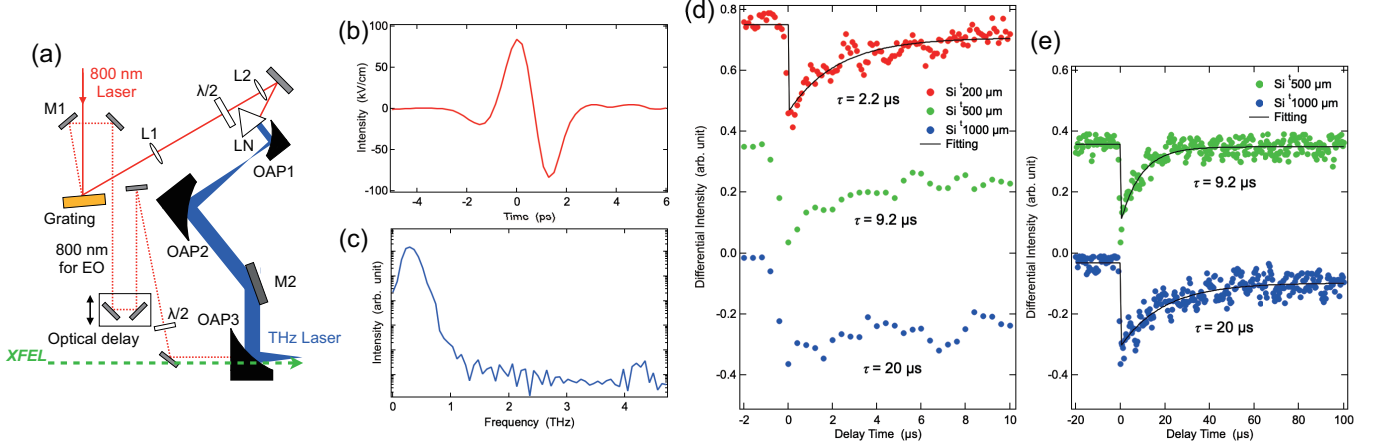 (a)
800 nm
Laser
M1
L1
λ/2
L2
LN
OAP1
Grating
OAP2
800 nm
for EO
M2
λ/2
OAP3
Optical delay
THz Laser
XFEL
(b)
Intensity (kV/cm)
100
50
0
-50
-100
-6
-4
-2
0
2
4
6
Time (ps)
(c)
Intensity (arb. unit)
0
1
2
3
4
Frequency (THz)
(d)
Differential Intensity (arb. unit)
0.8
0.6
0.4
0.2
0.0
-0.2
-0.4
τ = 2.2 µs
Si t200 µm
Si t500 µm
Si t1000 µm
Fitting
τ = 9.2 µs
τ = 20 µs
-2
0
2
4
6
8
10
Delay Time (µs)
(e)
Differential Intensity (arb. unit)
0.6
0.4
0.2
0.0
-0.2
-0.4
Si t500 µm
Si t1000 µm
Fitting
τ = 9.2 µs
τ = 20 µs
-20
0
20
40
60
80
100
Delay Time (µs)